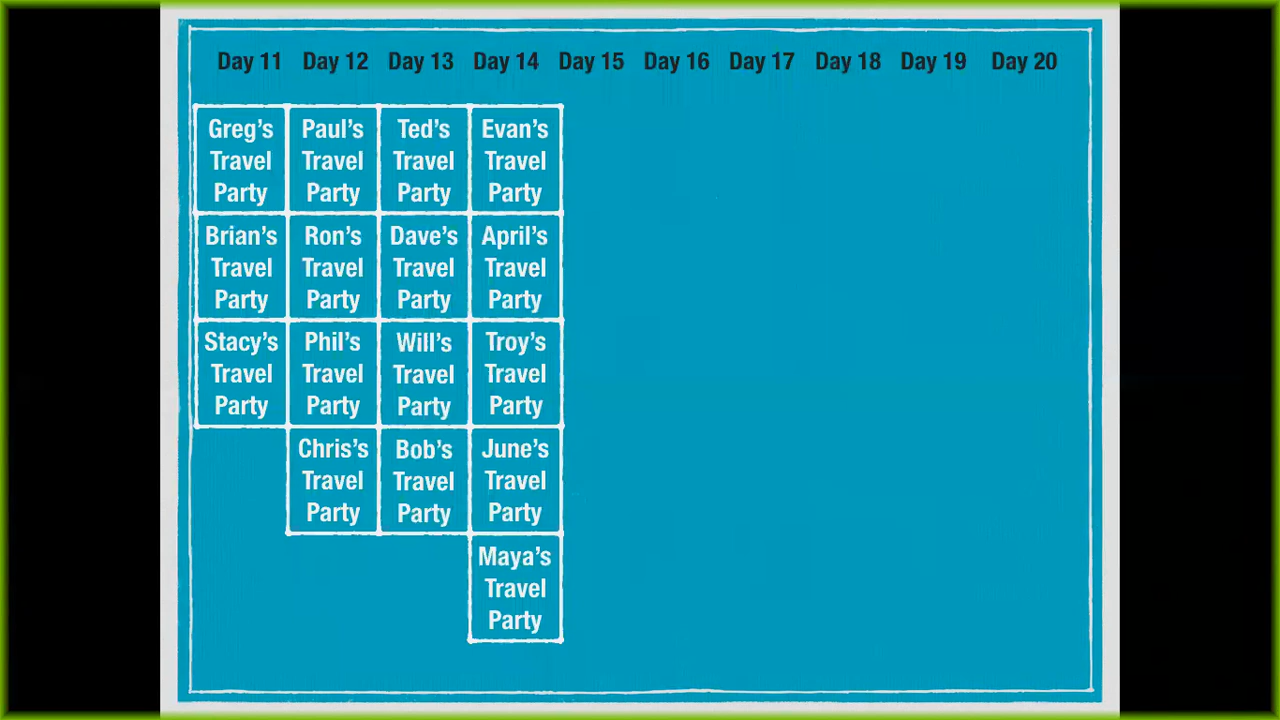 Day 11 Day 12 Day 13 Day 14 Day 15 Day 16 Day 17 Day 18 Day 19 Day 20
Greg's Paul's Ted's Evan's
Travel Travel Travel Travel
Party Party Party Party
Brian's Ron's Dave's April's
Travel Travel Travel Travel
Party Party Party Party
Stacy's Phil's Will's Troy's
Travel Travel Travel Travel
Party Party Party Party
Chris's Bob's June's
Travel Travel Travel
Party Party Party
Maya's
Travel
Party